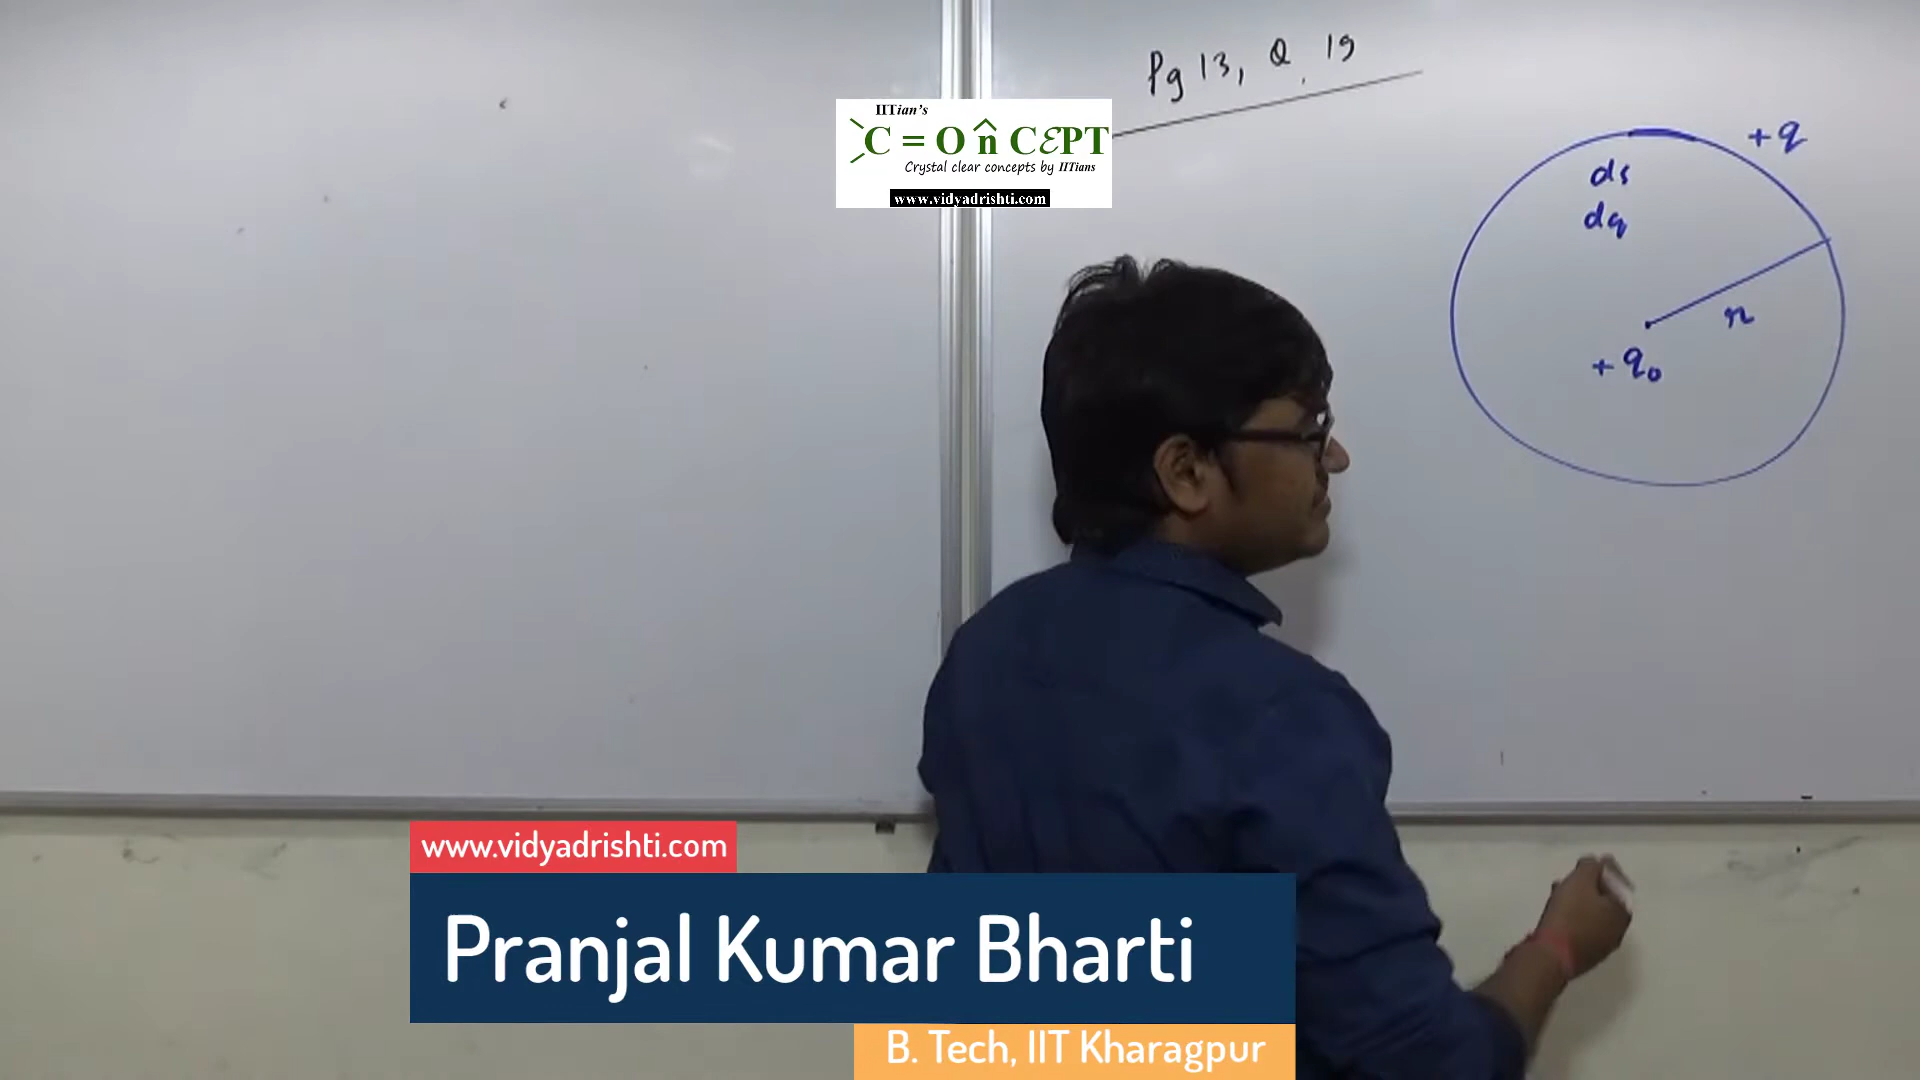 Pg 13, Q. 19
IITian's
C = O n̂ CƐPT
Crystal clear concepts by IITians
www.vidyadrishti.com
+q
ds
dq
r
+q₀
www.vidyadrishti.com
Pranjal Kumar Bharti
B. Tech, IIT Kharagpur